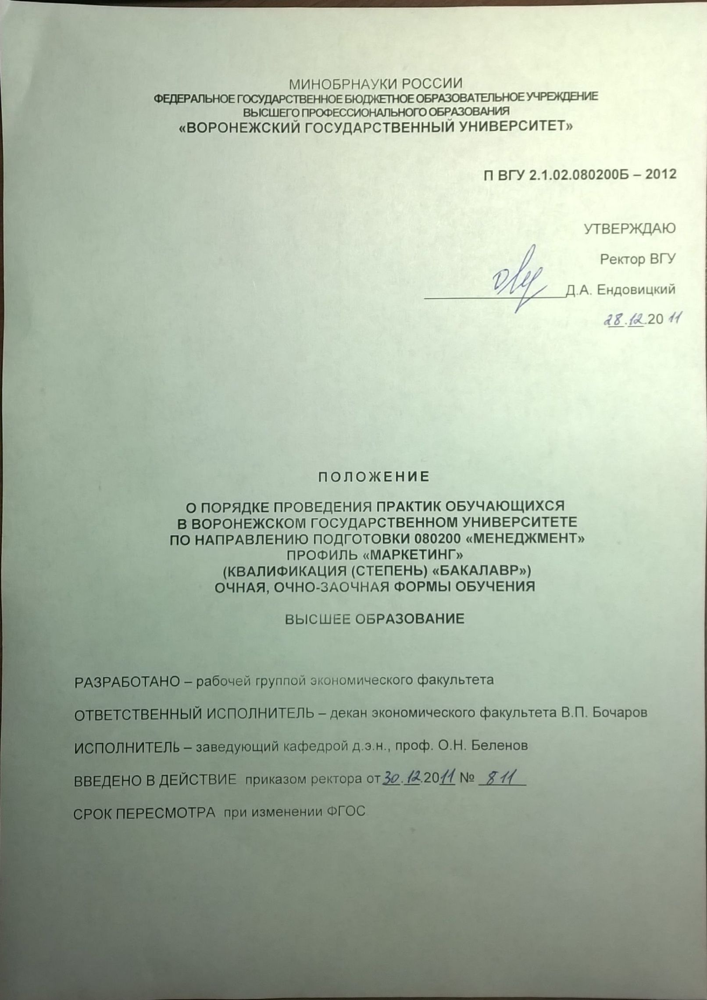 МИНОБРНАУКИ РОССИИ
ФЕДЕРАЛЬНОЕ ГОСУДАРСТВЕННОЕ БЮДЖЕТНОЕ ОБРАЗОВАТЕЛЬНОЕ УЧРЕЖДЕНИЕ
ВЫСШЕГО ПРОФЕССИОНАЛЬНОГО ОБРАЗОВАНИЯ
«ВОРОНЕЖСКИЙ ГОСУДАРСТВЕННЫЙ УНИВЕРСИТЕТ»
П ВГУ 2.1.02.080200Б – 2012
УТВЕРЖДАЮ
Ректор ВГУ
Д.А. Ендовицкий
28.12.2011
ПОЛОЖЕНИЕ
О ПОРЯДКЕ ПРОВЕДЕНИЯ ПРАКТИК ОБУЧАЮЩИХСЯ
В ВОРОНЕЖСКОМ ГОСУДАРСТВЕННОМ УНИВЕРСИТЕТЕ
ПО НАПРАВЛЕНИЮ ПОДГОТОВКИ 080200 «МЕНЕДЖМЕНТ»
ПРОФИЛЬ «МАРКЕТИНГ»
(КВАЛИФИКАЦИЯ (СТЕПЕНЬ) «БАКАЛАВР»)
ОЧНАЯ, ОЧНО-ЗАОЧНАЯ ФОРМЫ ОБУЧЕНИЯ
ВЫСШЕЕ ОБРАЗОВАНИЕ
РАЗРАБОТАНО – рабочей группой экономического факультета
ОТВЕТСТВЕННЫЙ ИСПОЛНИТЕЛЬ – декан экономического факультета В.П. Бочаров
ИСПОЛНИТЕЛЬ – заведующий кафедрой д.э.н., проф. О.Н. Беленов
ВВЕДЕНО В ДЕЙСТВИЕ приказом ректора от 30.12.2011 № 811
СРОК ПЕРЕСМОТРА при изменении ФГОС